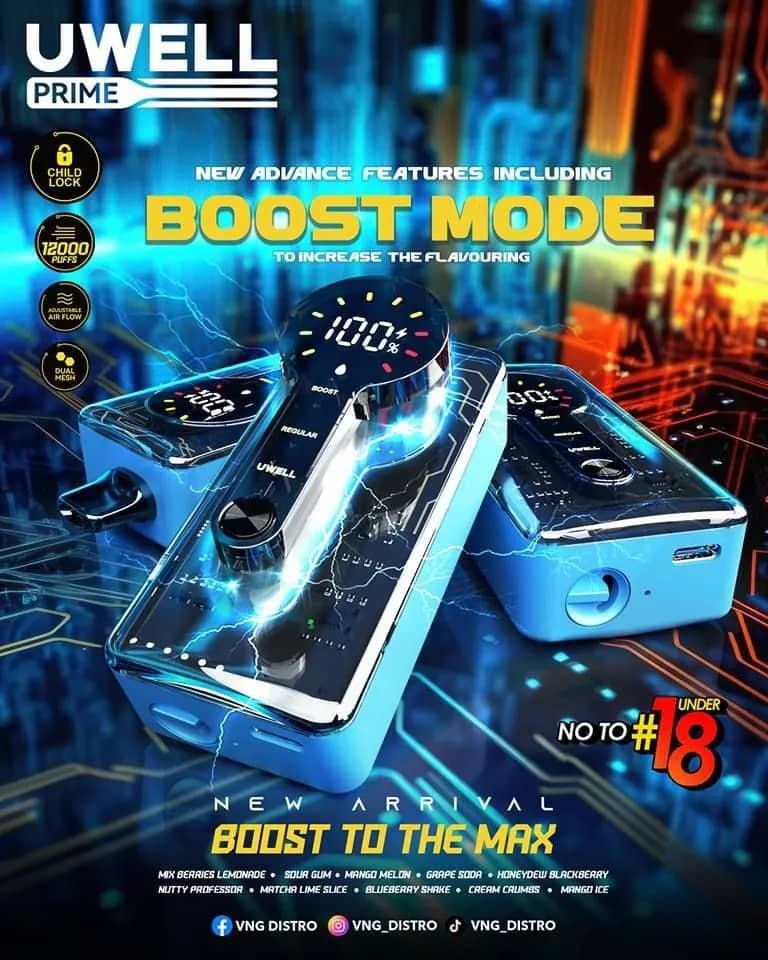 UWELL
PRIME
CHILD
LOCK
12000
PUFFS
ADJUSTABLE
AIR FLOW
DUAL
MESH
NEW ADVANCE FEATURES INCLUDING
BOOST MODE
TO INCREASE THE FLAVOURING
100%
BOOST
REGULAR
UWELL
100%
UWELL
NO TO #18 UNDER
NEW ARRIVAL
BOOST TO THE MAX
MIX BERRIES LEMONADE • SOUR GUM • MANGO MELON • GRAPE SODA • HONEYDEW BLACKBERRY
NUTTY PROFESSOR • MATCHA LIME SLICE • BLUEBERRY SHAKE • CREAM CRUMBS • MANGO ICE
VNG DISTRO VNG_DISTRO VNG_DISTRO